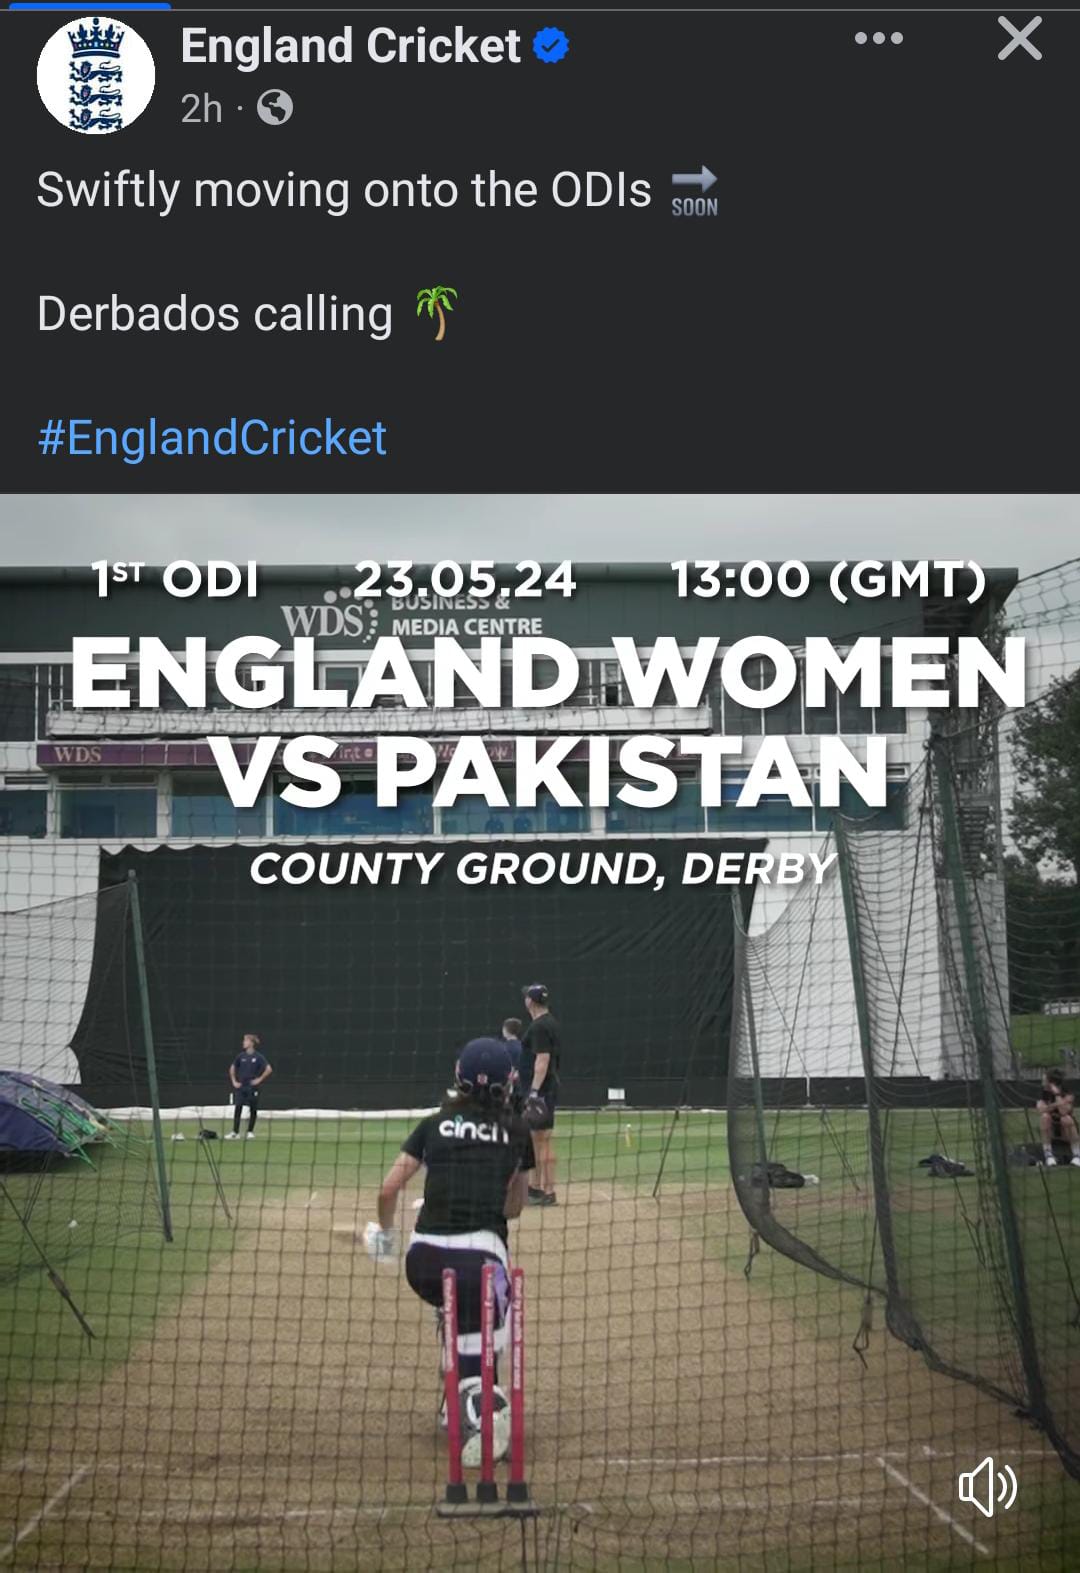 England Cricket
2h ·
Swiftly moving onto the ODIs
SOON
Derbados calling
#EnglandCricket
1ST ODI 23.05.24 13:00 (GMT)
WDS BUSINESS &
MEDIA CENTRE
ENGLAND WOMEN
WDS
VS PAKISTAN
COUNTY GROUND, DERBY
cinch